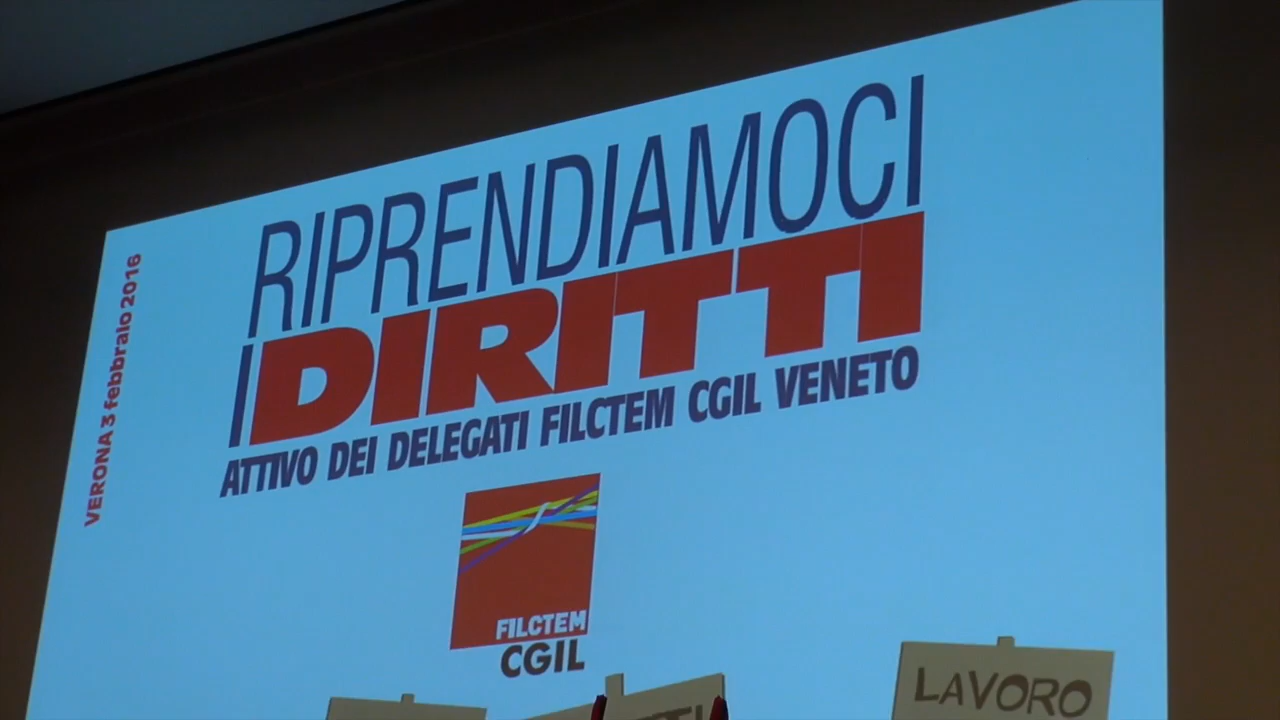 VERONA 3 febbraio 2016
RIPRENDIAMOCI
I DIRITTI
ATTIVO DEI DELEGATI FILCTEM CGIL VENETO
FILCTEM
CGIL
LAVORO